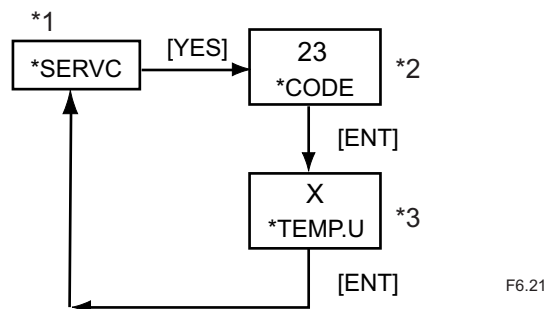 *1
*SERVC
[YES]
23
*CODE
*2
[ENT]
X
*TEMP.U
*3
[ENT]
F6.21